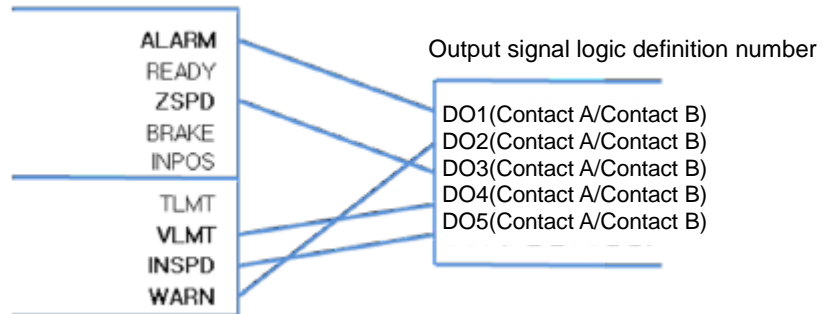 ALARM
READY
ZSPD
BRAKE
INPOS
TLMT
VLMT
INSPD
WARN
Output signal logic definition number
DO1(Contact A/Contact B)
DO2(Contact A/Contact B)
DO3(Contact A/Contact B)
DO4(Contact A/Contact B)
DO5(Contact A/Contact B)